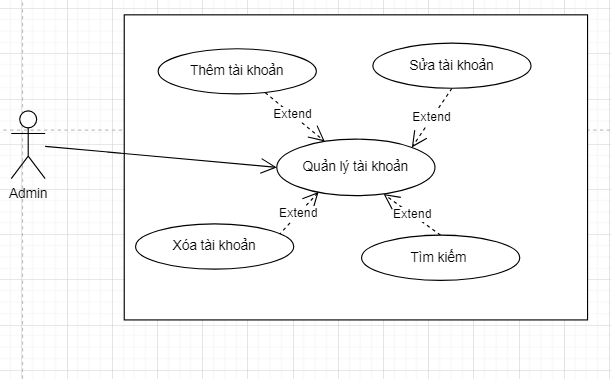 Thêm tài khoản
Sửa tài khoản
Extend
Extend
Quản lý tài khoản
Admin
Extend
Extend
Xóa tài khoản
Tìm kiếm